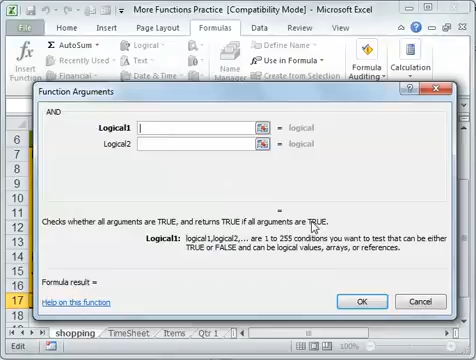 More Functions Practice [Compatibility Mode] - Microsoft Excel
File Home Insert Page Layout Formulas Data Review View
Insert Function
AutoSum
Recently Used
Financial
Logical
Text
Date & Time
Name Manager
Define Name
Use in Formula
Create from Selection
Formula Auditing
Calculation
Function Arguments
AND
Logical1 = logical
Logical2 = logical
=
Checks whether all arguments are TRUE, and returns TRUE if all arguments are TRUE.
Logical1: logical1,logical2,... are 1 to 255 conditions you want to test that can be either
TRUE or FALSE and can be logical values, arrays, or references.
Formula result =
Help on this function
OK Cancel
6
7
8
9
10
11
12
13
14
15
16
17
18
shopping TimeSheet Items Qtr 1
Edit 100%